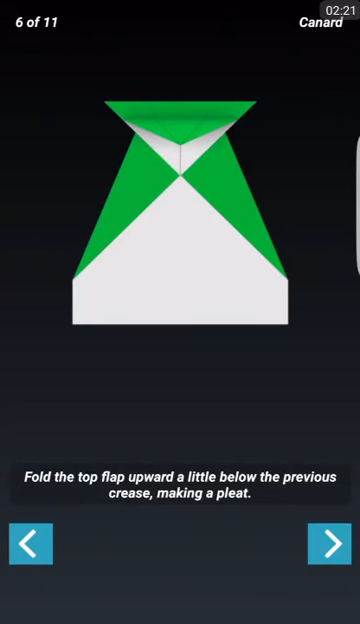 02:21
6 of 11
Canard
Fold the top flap upward a little below the previous
crease, making a pleat.